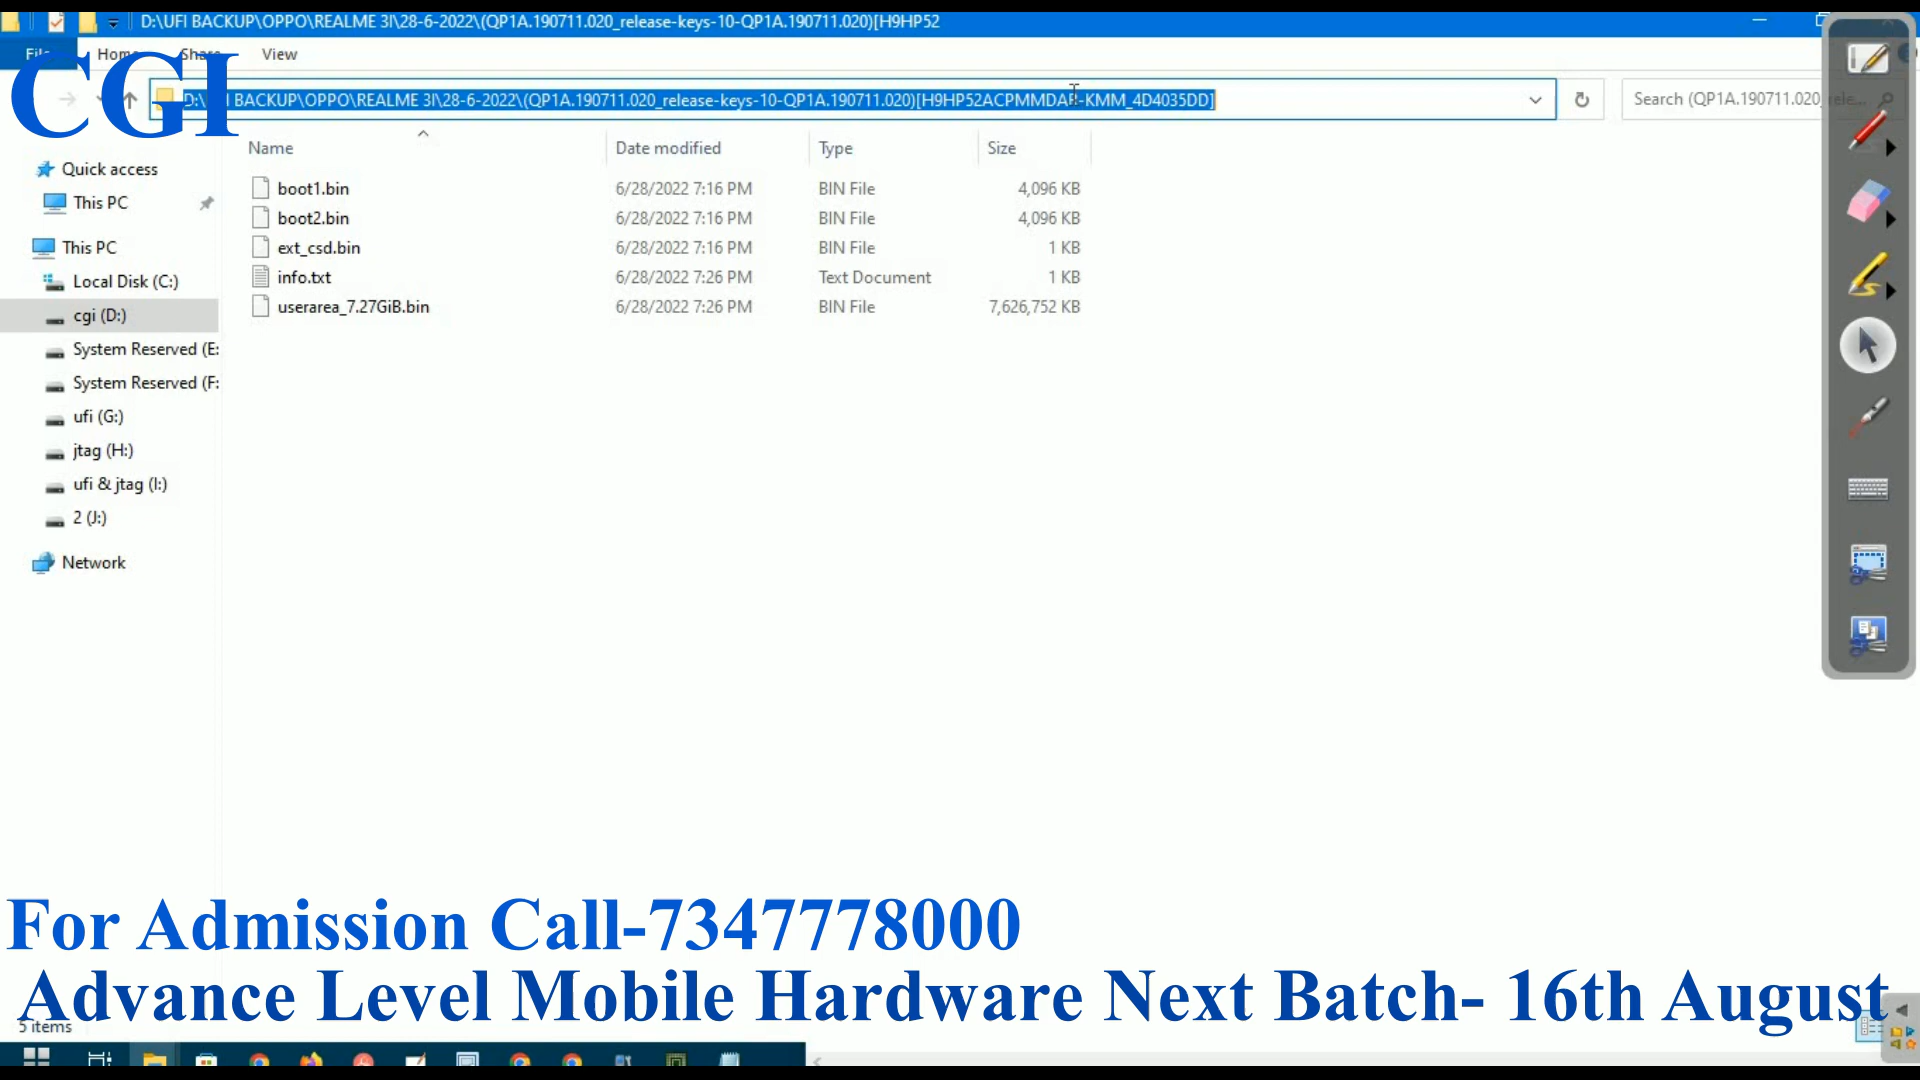 D:\UFI BACKUP\OPPO\REALME 3I\28-6-2022\(QP1A.190711.020_release-keys-10-QP1A.190711.020)[H9HP52
File Home Share View
CGI
BACKUP\OPPO\REALME 3I\28-6-2022\(QP1A.190711.020_release-keys-10-QP1A.190711.020)[H9HP52ACPMMDAR-KMM_4D4035DD]
Search (QP1A.190711.020_rele...
Name Date modified Type Size
Quick access
This PC
This PC
Local Disk (C:)
cgi (D:)
System Reserved (E:
System Reserved (F:
ufi (G:)
jtag (H:)
ufi & jtag (I:)
2 (J:)
Network
boot1.bin 6/28/2022 7:16 PM BIN File 4,096 KB
boot2.bin 6/28/2022 7:16 PM BIN File 4,096 KB
ext_csd.bin 6/28/2022 7:16 PM BIN File 1 KB
info.txt 6/28/2022 7:26 PM Text Document 1 KB
userarea_7.27GiB.bin 6/28/2022 7:26 PM BIN File 7,626,752 KB
For Admission Call-7347778000
Advance Level Mobile Hardware Next Batch- 16th August
5 items